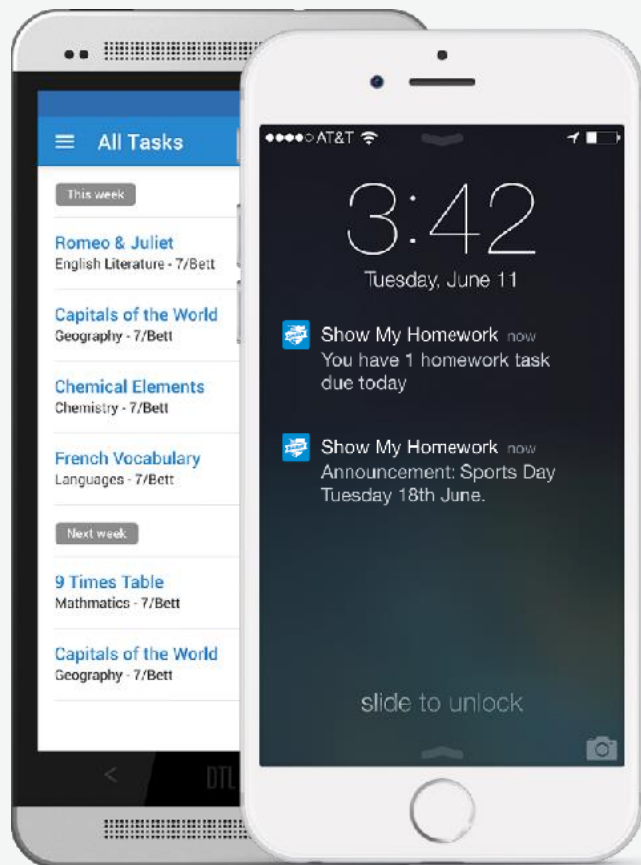 All Tasks
This week
Romeo & Juliet
English Literature - 7/Bett
Capitals of the World
Geography - 7/Bett
Chemical Elements
Chemistry - 7/Bett
French Vocabulary
Languages - 7/Bett
Next week
9 Times Table
Mathmatics - 7/Bett
Capitals of the World
Geography - 7/Bett
AT&T
3:42
Tuesday, June 11
Show My Homework now
You have 1 homework task
due today
Show My Homework now
Announcement: Sports Day
Tuesday 18th June.
slide to unlock